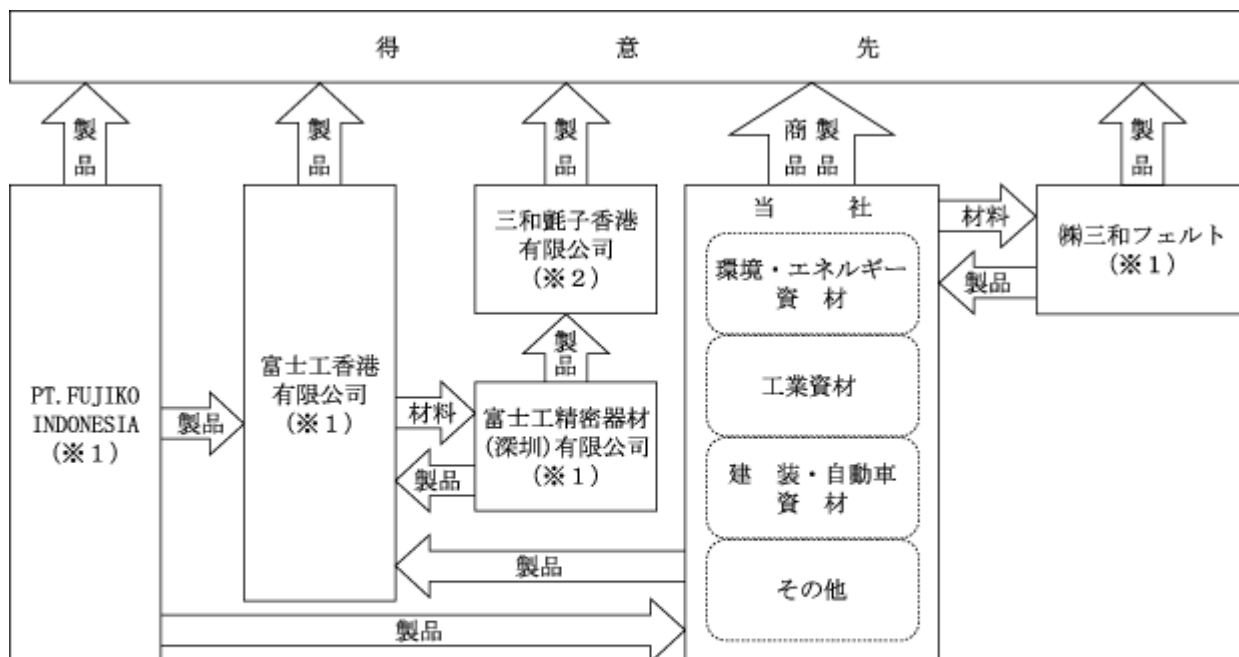 得意先
製品
製品
製品
商品 製品
製品
PT.FUJIKO
INDONESIA
(※1)
製品
富士工香港
有限公司
(※1)
材料
製品
三和氈子香港
有限公司
(※2)
製品
富士工精密器材
(深圳)有限公司
(※1)
当社
環境・エネルギー
資材
工業資材
建装・自動車
資材
その他
材料
製品
㈱三和フェルト
(※1)
製品
製品